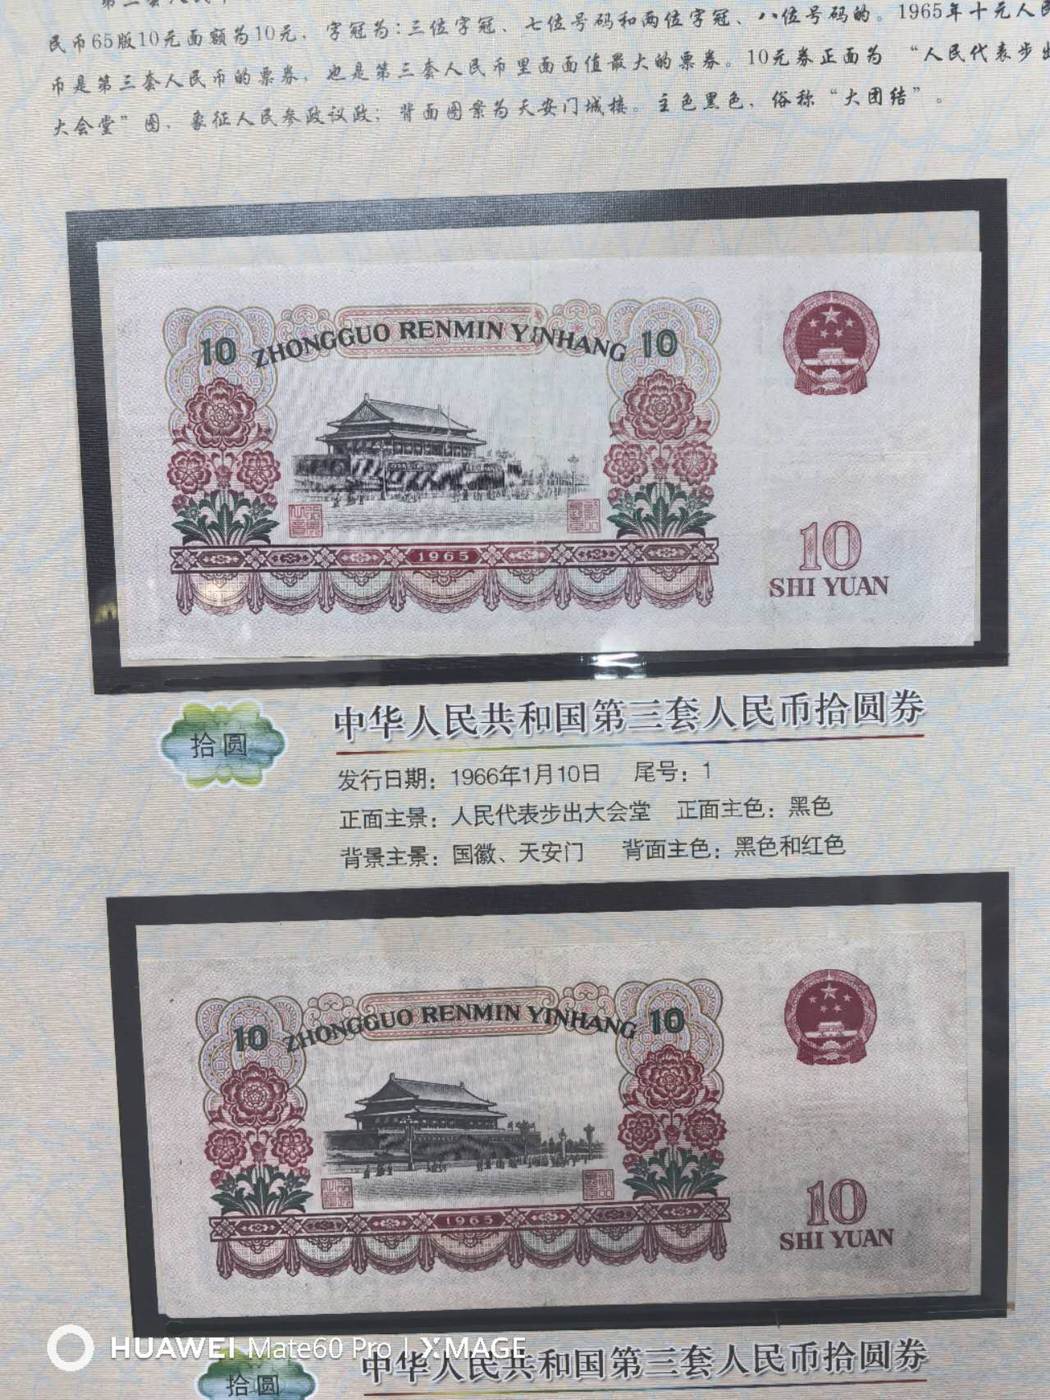 第三套人民币
民币65版10元面额为10元，字冠为：三位字冠、七位号码和两位字冠、八位号码的。1965年十元人民
币是第三套人民币的票券，也是第三套人民币里面面值最大的票券。10元券正面为 “人民代表步出
大会堂”图，象征人民参政议政；背面图案为天安门城楼。主色黑色，俗称“大团结”。
10 ZHONGGUO RENMIN YINHANG 10
1965
10
SHI YUAN
拾圆
中华人民共和国第三套人民币拾圆券
发行日期：1966年1月10日 尾号：1
正面主景：人民代表步出大会堂 正面主色：黑色
背景主景：国徽、天安门 背面主色：黑色和红色
10 ZHONGGUO RENMIN YINHANG 10
1965
10
SHI YUAN
HUAWEI Mate60 Pro | XMAGE
拾圆
中华人民共和国第三套人民币拾圆券